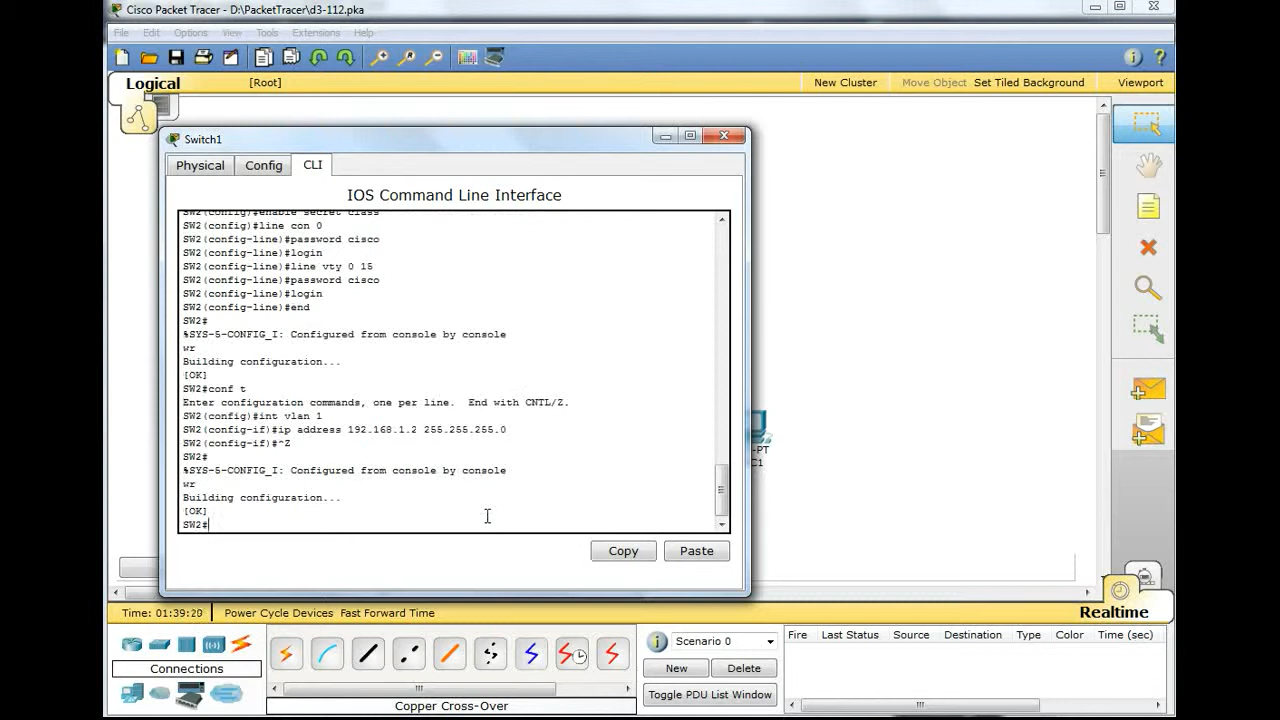 Cisco Packet Tracer - D:\PacketTracer\d3-112.pka
File Edit Options View Tools Extensions Help
Logical [Root] New Cluster Move Object Set Tiled Background Viewport
Switch1
Physical Config CLI
IOS Command Line Interface
SW2(config)#enable secret class
SW2(config)#line con 0
SW2(config-line)#password cisco
SW2(config-line)#login
SW2(config-line)#line vty 0 15
SW2(config-line)#password cisco
SW2(config-line)#login
SW2(config-line)#end
SW2#
%SYS-5-CONFIG_I: Configured from console by console
wr
Building configuration...
[OK]
SW2#conf t
Enter configuration commands, one per line.  End with CNTL/Z.
SW2(config)#int vlan 1
SW2(config-if)#ip address 192.168.1.2 255.255.255.0
SW2(config-if)#^Z
SW2#
%SYS-5-CONFIG_I: Configured from console by console
wr
Building configuration...
[OK]
SW2#
Copy Paste
-PT
C1
Time: 01:39:29 Power Cycle Devices Fast Forward Time Realtime
Connections
Copper Cross-Over
Scenario 0
New Delete
Toggle PDU List Window
Fire Last Status Source Destination Type Color Time (sec)